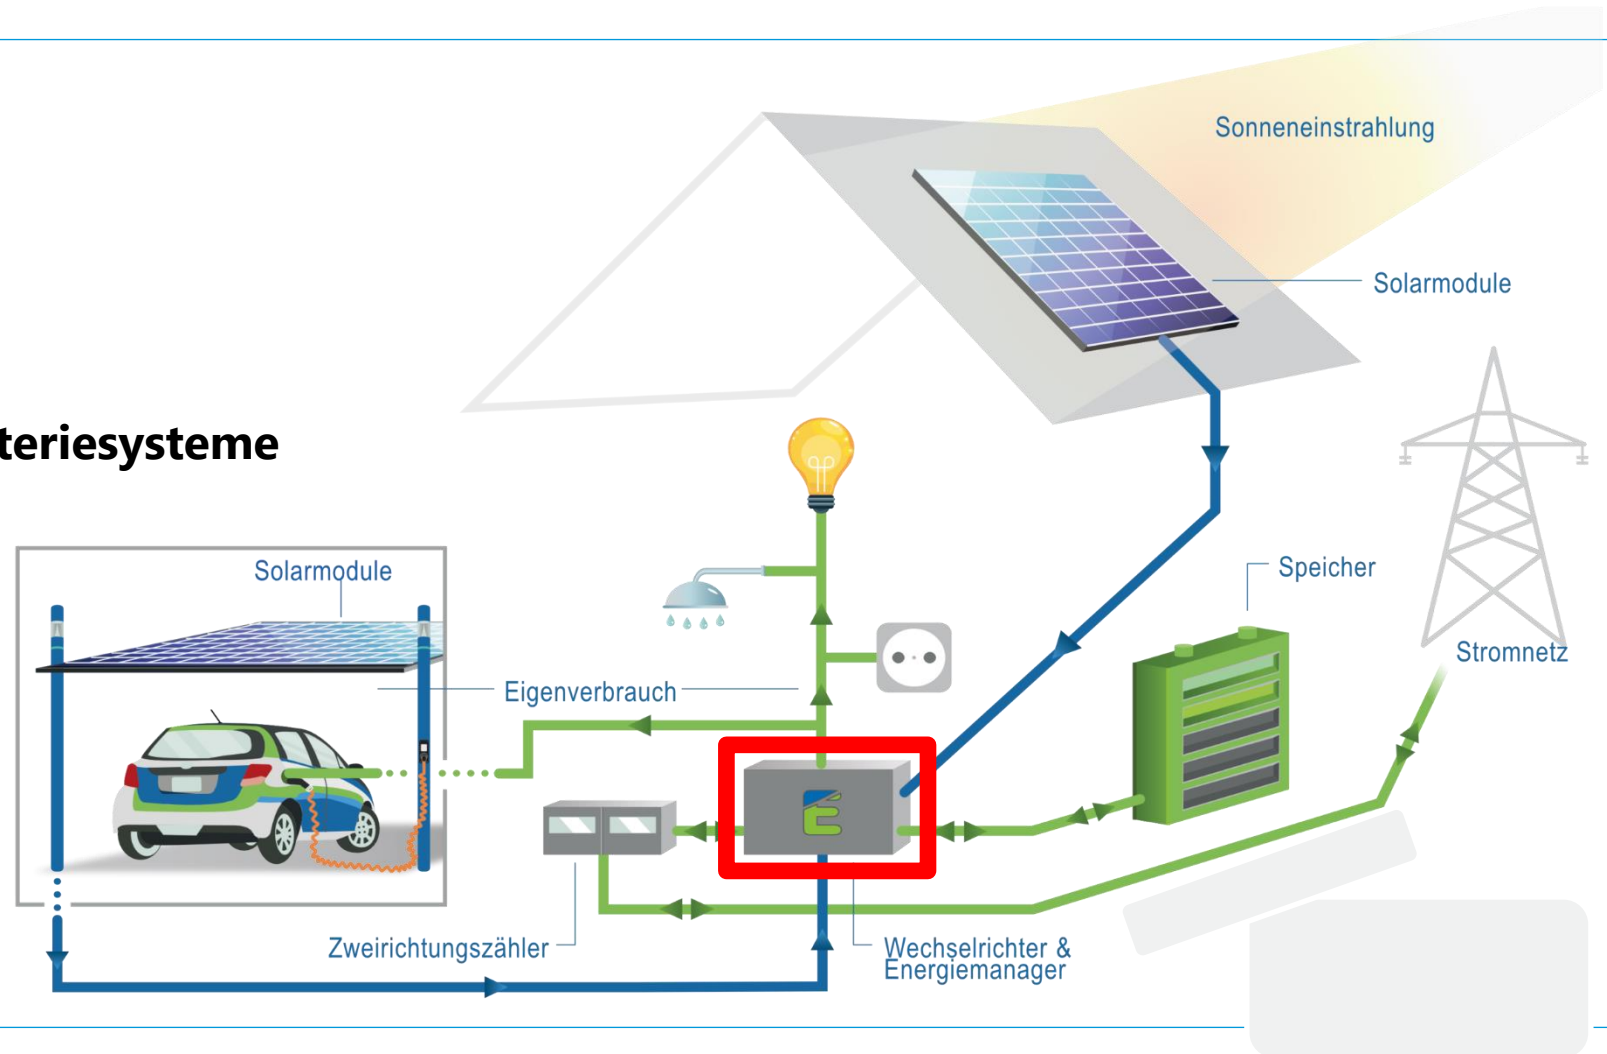 Sonneneinstrahlung
Solarmodule
teriesysteme
Solarmodule
Speicher
Stromnetz
Eigenverbrauch
Zweirichtungszähler
Wechselrichter &
Energiemanager